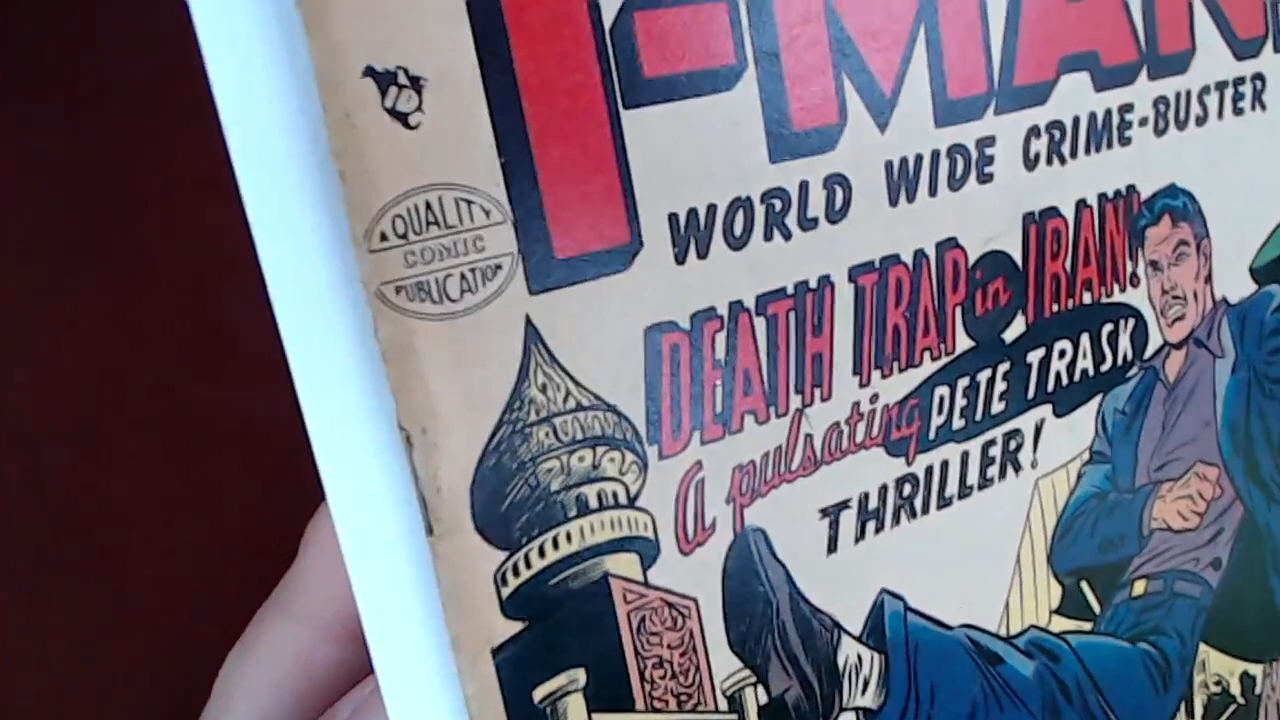 T-MAN
WORLD WIDE CRIME-BUSTER
A QUALITY
COMIC
PUBLICATION
DEATH TRAP in IRAN!
A pulsating PETE TRASK
THRILLER!